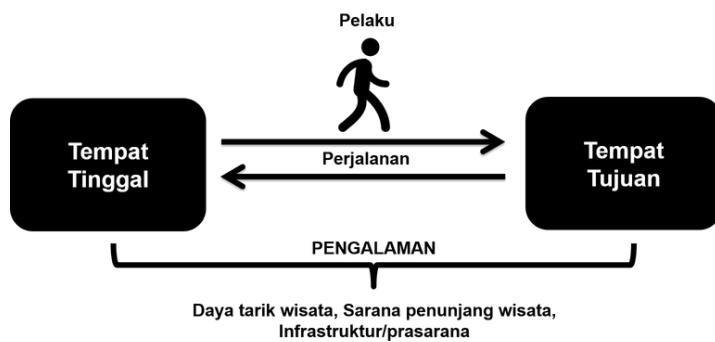 Pelaku
Tempat
Tinggal
Perjalanan
Tempat
Tujuan
PENGALAMAN
Daya tarik wisata, Sarana penunjang wisata,
Infrastruktur/prasarana